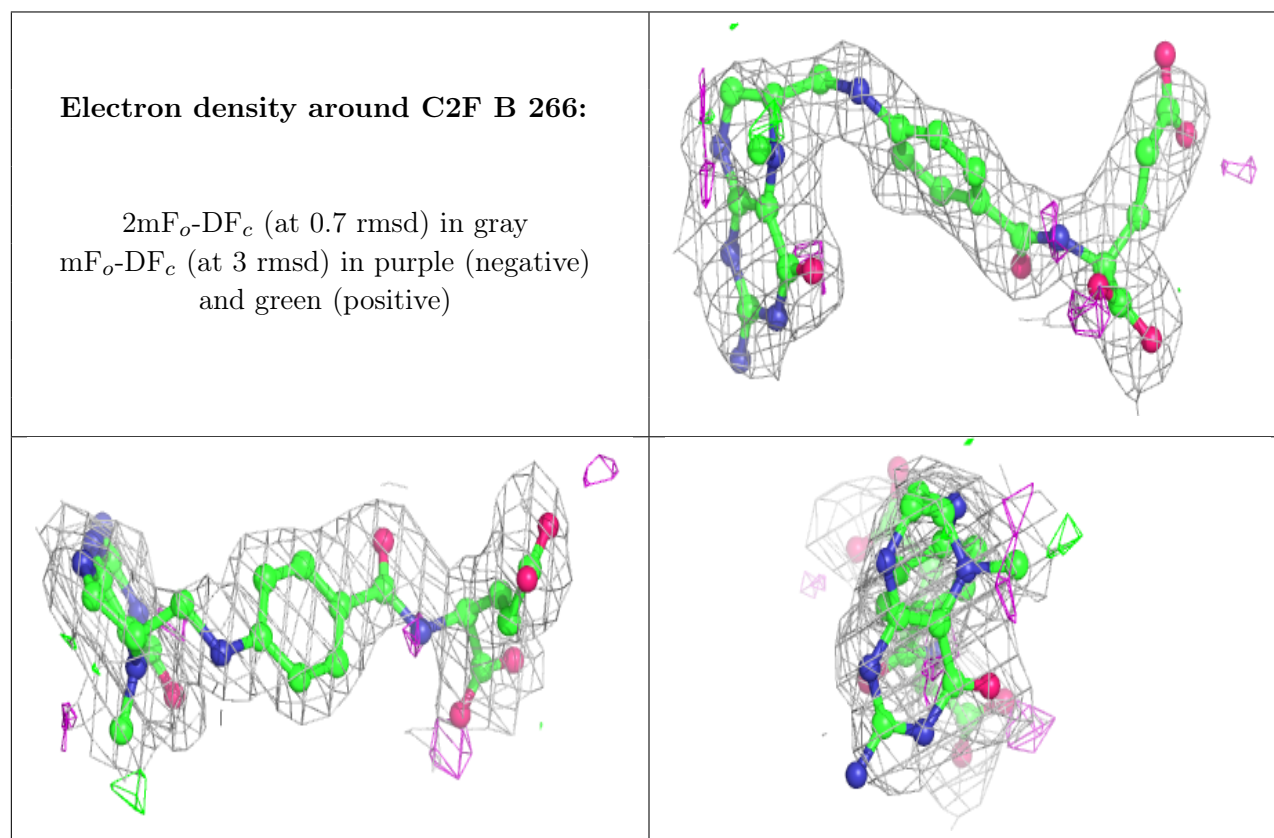 Electron density around C2F B 266:
2mFo-DFc (at 0.7 rmsd) in gray
mFo-DFc (at 3 rmsd) in purple (negative)
and green (positive)